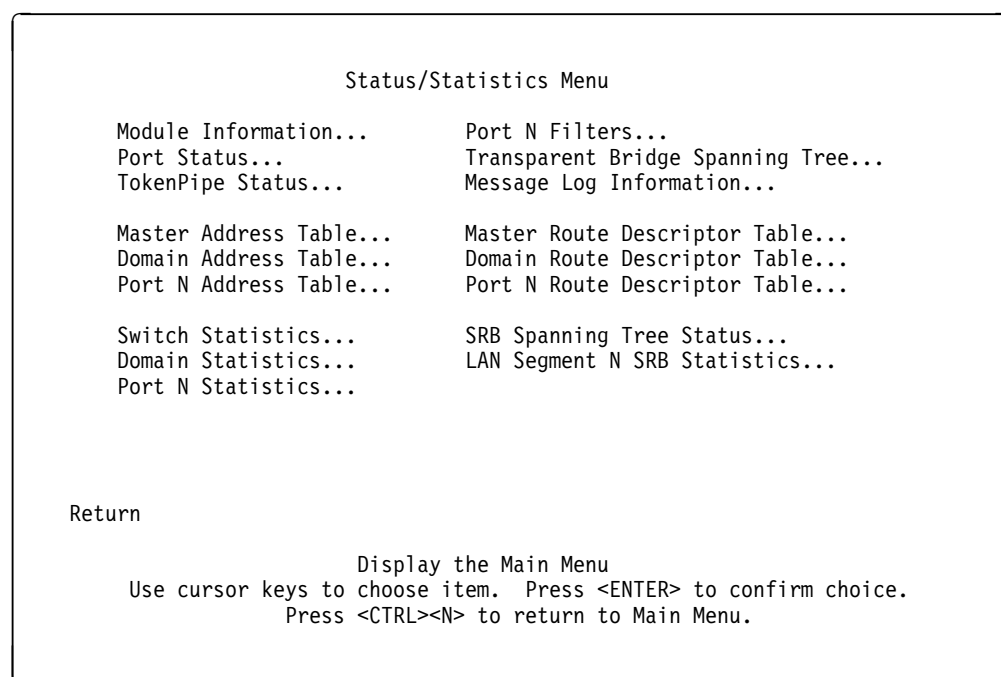 Status/Statistics Menu
Module Information... Port N Filters...
Port Status... Transparent Bridge Spanning Tree...
TokenPipe Status... Message Log Information...
Master Address Table... Master Route Descriptor Table...
Domain Address Table... Domain Route Descriptor Table...
Port N Address Table... Port N Route Descriptor Table...
Switch Statistics... SRB Spanning Tree Status...
Domain Statistics... LAN Segment N SRB Statistics...
Port N Statistics...
Return
Display the Main Menu
Use cursor keys to choose item. Press <ENTER> to confirm choice.
Press <CTRL><N> to return to Main Menu.